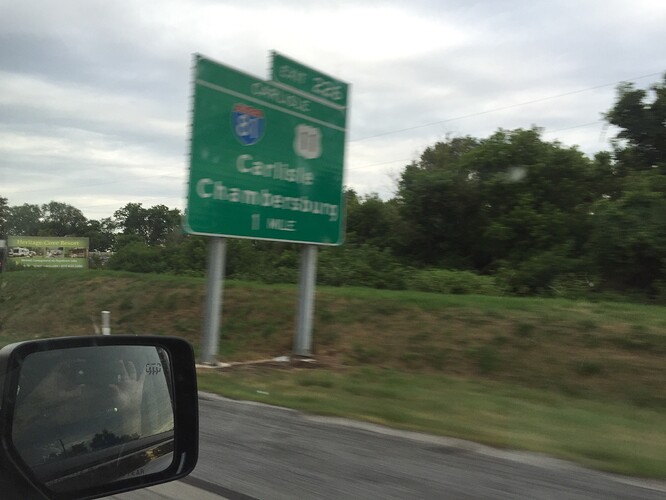 EXIT 226
CARLISLE
81 11
Carlisle
Chambersburg
1 MILE